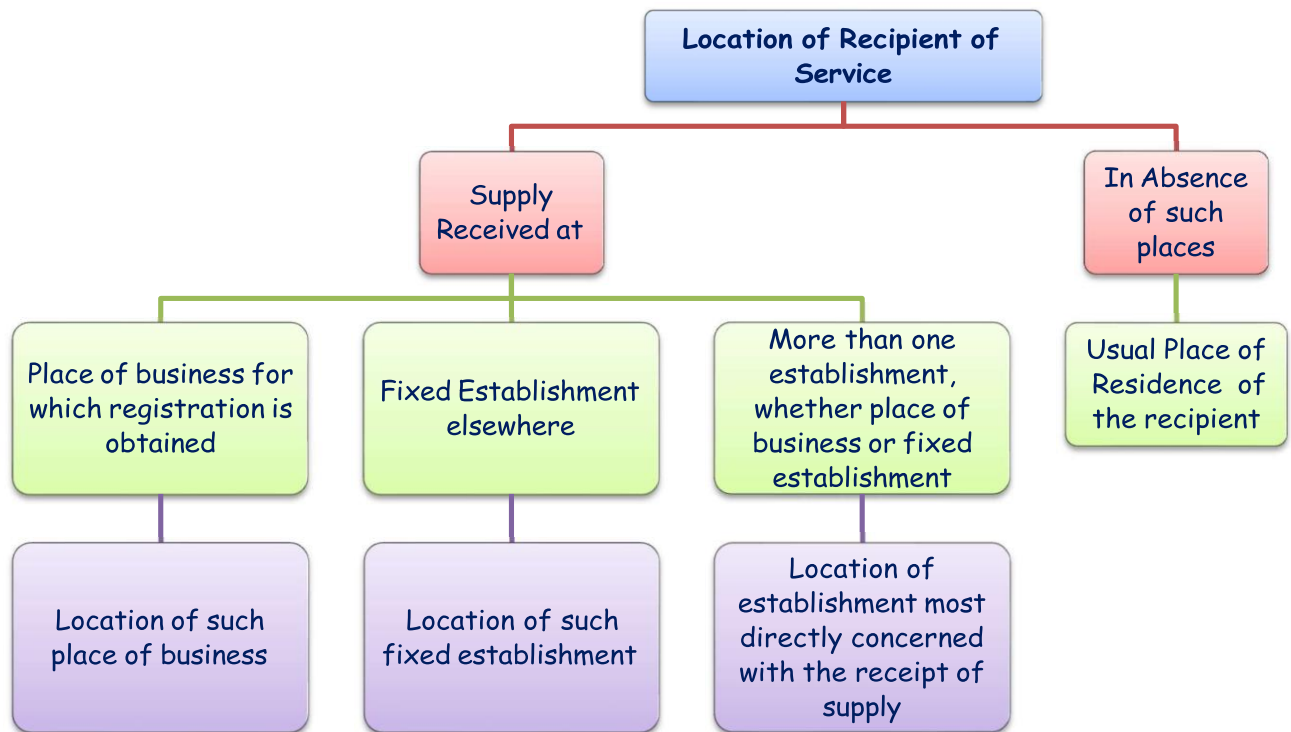 Location of Recipient of
Service
Supply
Received at
In Absence
of such
places
Place of business for
which registration is
obtained
Fixed Establishment
elsewhere
More than one
establishment,
whether place of
business or fixed
establishment
Usual Place of
Residence of
the recipient
Location of such
place of business
Location of such
fixed establishment
Location of
establishment most
directly concerned
with the receipt of
supply